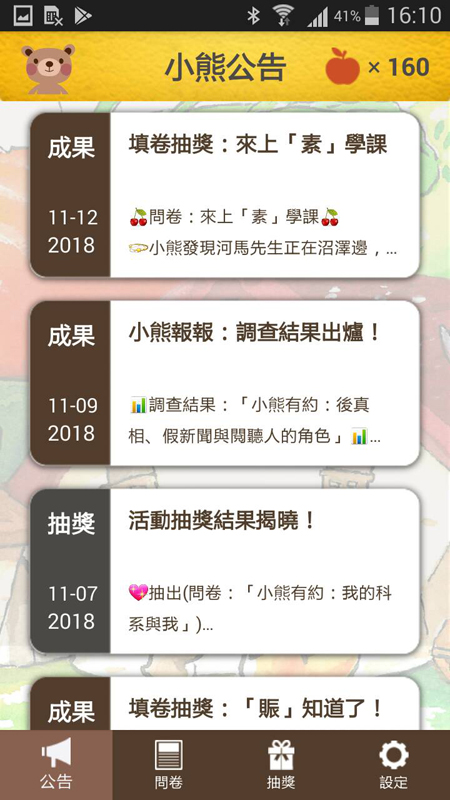 41% 16:10
小熊公告
× 160
成果
11-12
2018
填卷抽獎：來上「素」學課
🍒問卷：來上「素」學課🍒
小熊發現河馬先生正在沼澤邊，...
成果
11-09
2018
小熊報報：調查結果出爐！
📊調查結果：「小熊有約：後真
相、假新聞與閱聽人的角色」📊...
抽獎
11-07
2018
活動抽獎結果揭曉！
💖抽出(問卷：「小熊有約：我的科
系與我」)...
成果
填卷抽獎：「賑」知道了！
公告
問卷
抽獎
設定